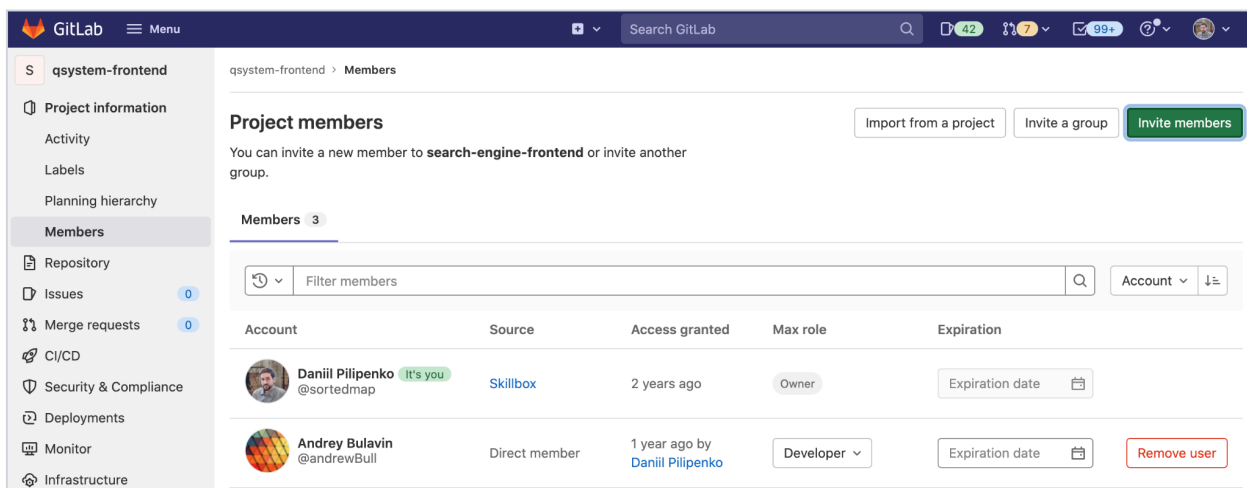 GitLab Menu Search GitLab 42 7 99+
S qsystem-frontend
qsystem-frontend > Members
Project information
Activity
Labels
Planning hierarchy
Members
Repository
Issues 0
Merge requests 0
CI/CD
Security & Compliance
Deployments
Monitor
Infrastructure
Project members
Import from a project Invite a group Invite members
You can invite a new member to search-engine-frontend or invite another
group.
Members 3
Filter members Account
Account Source Access granted Max role Expiration
Daniil Pilipenko It's you
@sortedmap
Skillbox 2 years ago Owner Expiration date
Andrey Bulavin
@andrewBull
Direct member
1 year ago by
Daniil Pilipenko
Developer Expiration date Remove user